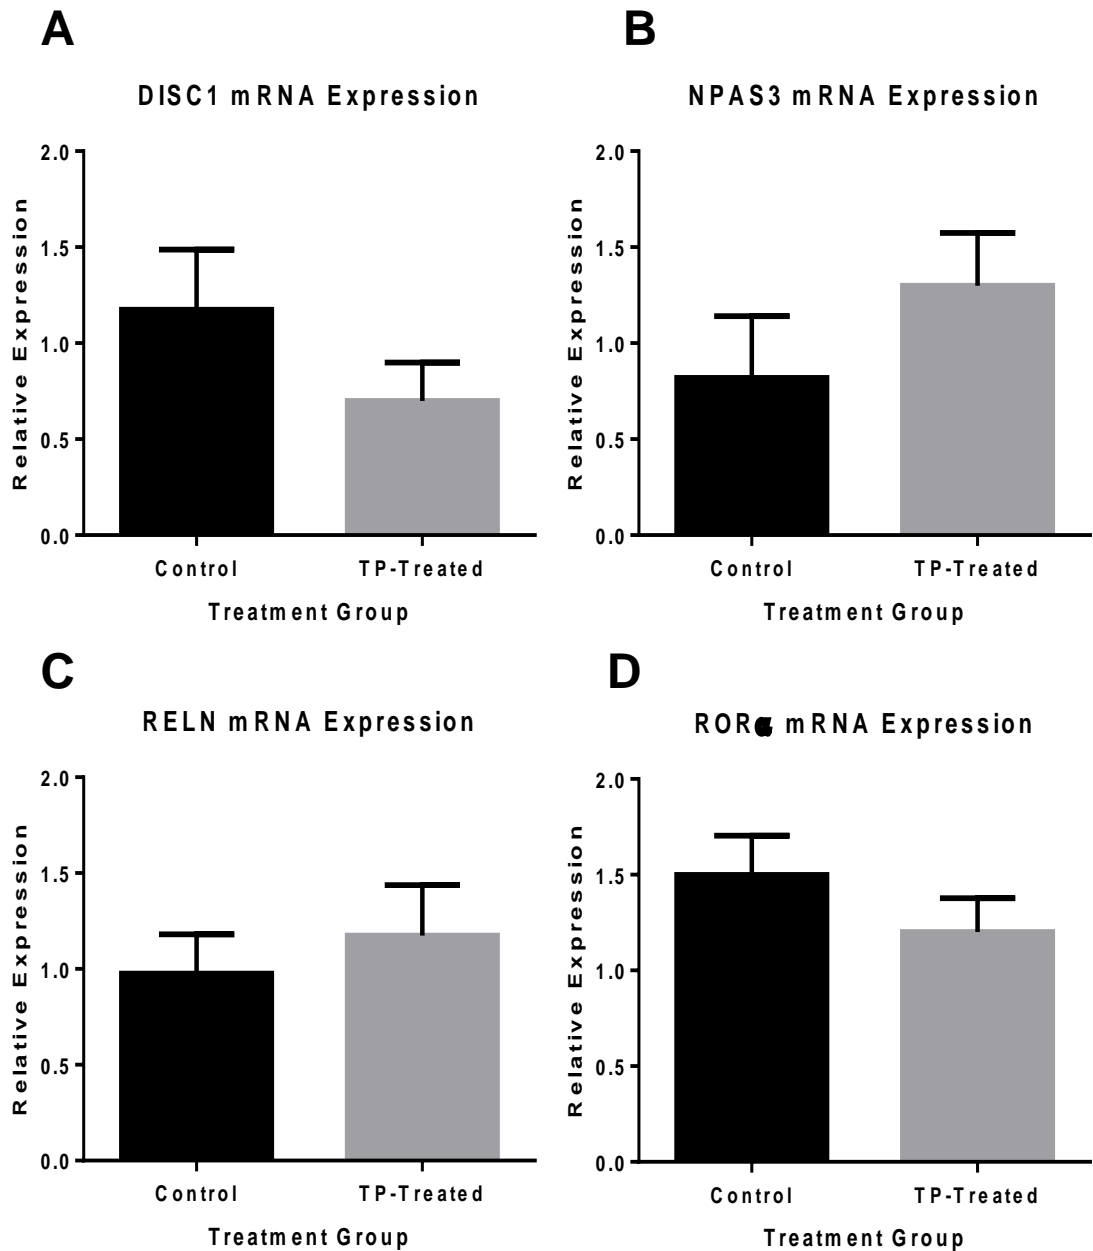 A
DISC1 mRNA Expression
2.0
1.5
1.0
0.5
0.0
Relative Expression
Control TP-Treated
Treatment Group
B
NPAS3 mRNA Expression
2.0
1.5
1.0
0.5
0.0
Relative Expression
Control TP-Treated
Treatment Group
C
RELN mRNA Expression
2.0
1.5
1.0
0.5
0.0
Relative Expression
Control TP-Treated
Treatment Group
D
RORα mRNA Expression
2.0
1.5
1.0
0.5
0.0
Relative Expression
Control TP-Treated
Treatment Group